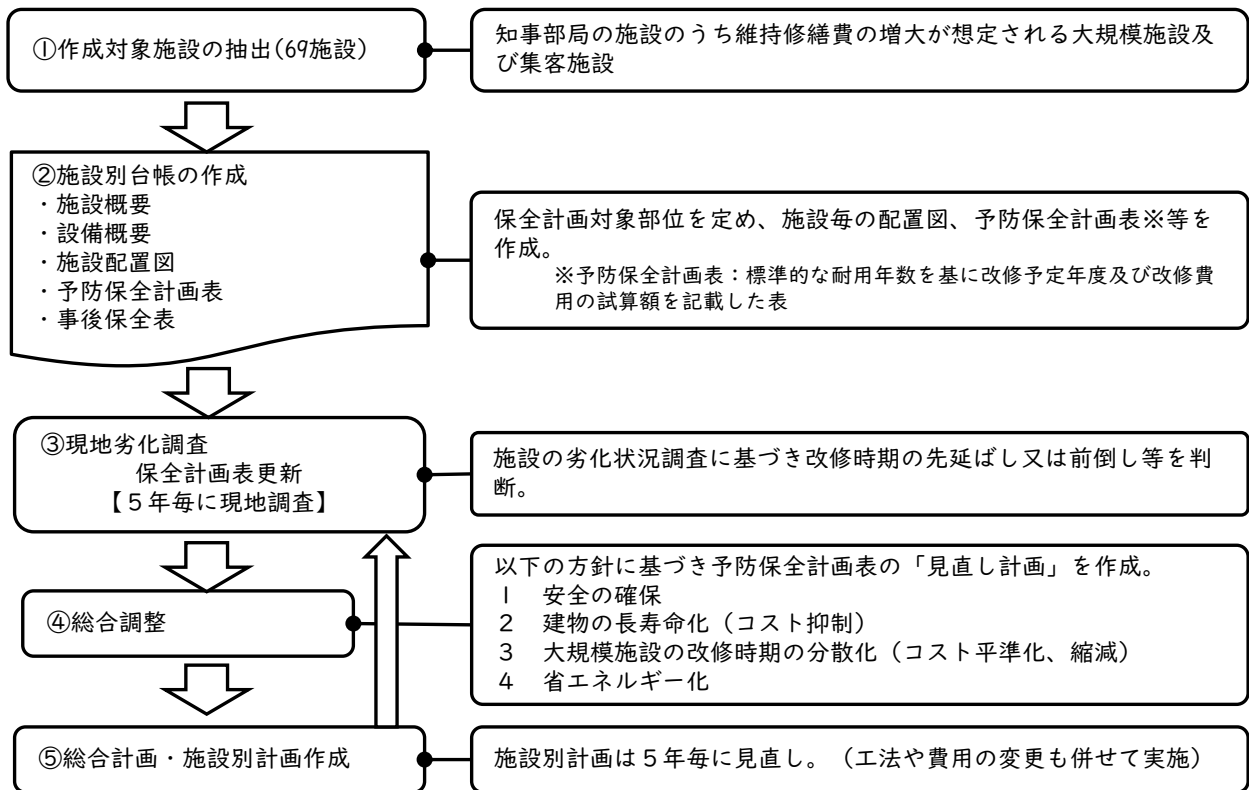 ①作成対象施設の抽出(69施設)
知事部局の施設のうち維持修繕費の増大が想定される大規模施設及
び集客施設
②施設別台帳の作成
・施設概要
・設備概要
・施設配置図
・予防保全計画表
・事後保全表
保全計画対象部位を定め、施設毎の配置図、予防保全計画表※等を
作成。
※予防保全計画表：標準的な耐用年数を基に改修予定年度及び改修費
用の試算額を記載した表
③現地劣化調査
保全計画表更新
【５年毎に現地調査】
施設の劣化状況調査に基づき改修時期の先延ばし又は前倒し等を判
断。
④総合調整
以下の方針に基づき予防保全計画表の「見直し計画」を作成。
１　安全の確保
２　建物の長寿命化（コスト抑制）
３　大規模施設の改修時期の分散化（コスト平準化、縮減）
４　省エネルギー化
⑤総合計画・施設別計画作成
施設別計画は５年毎に見直し。（工法や費用の変更も併せて実施）